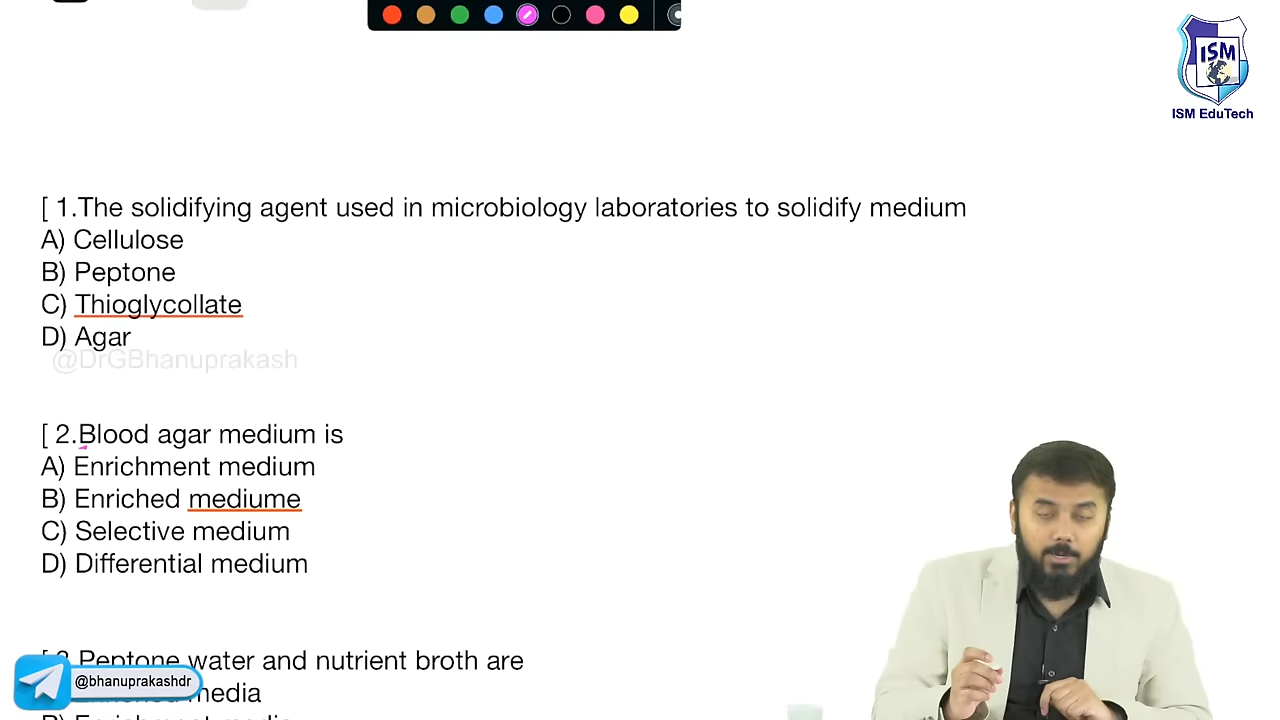 ISM
ISM EduTech
[ 1.The solidifying agent used in microbiology laboratories to solidify medium
A) Cellulose
B) Peptone
C) Thioglycollate
D) Agar
@DrGBhanuprakash
[ 2.Blood agar medium is
A) Enrichment medium
B) Enriched mediume
C) Selective medium
D) Differential medium
Peptone water and nutrient broth are
@bhanuprakashdr
media